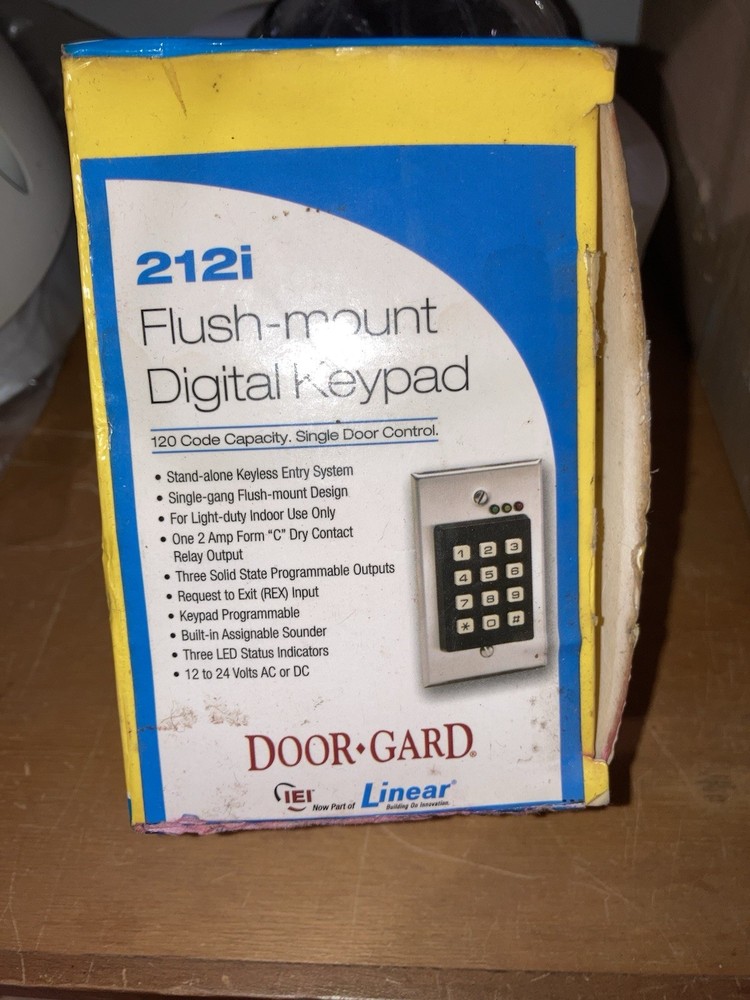 212i
Flush-mount
Digital Keypad
120 Code Capacity. Single Door Control.
• Stand-alone Keyless Entry System
• Single-gang Flush-mount Design
• For Light-duty Indoor Use Only
• One 2 Amp Form “C” Dry Contact
Relay Output
• Three Solid State Programmable Outputs
• Request to Exit (REX) Input
• Keypad Programmable
• Built-in Assignable Sounder
• Three LED Status Indicators
• 12 to 24 Volts AC or DC
1 2 3
4 5 6
7 8 9
* 0 #
DOOR♦GARD®
IEI® Now Part of Linear®
Building On Innovation.